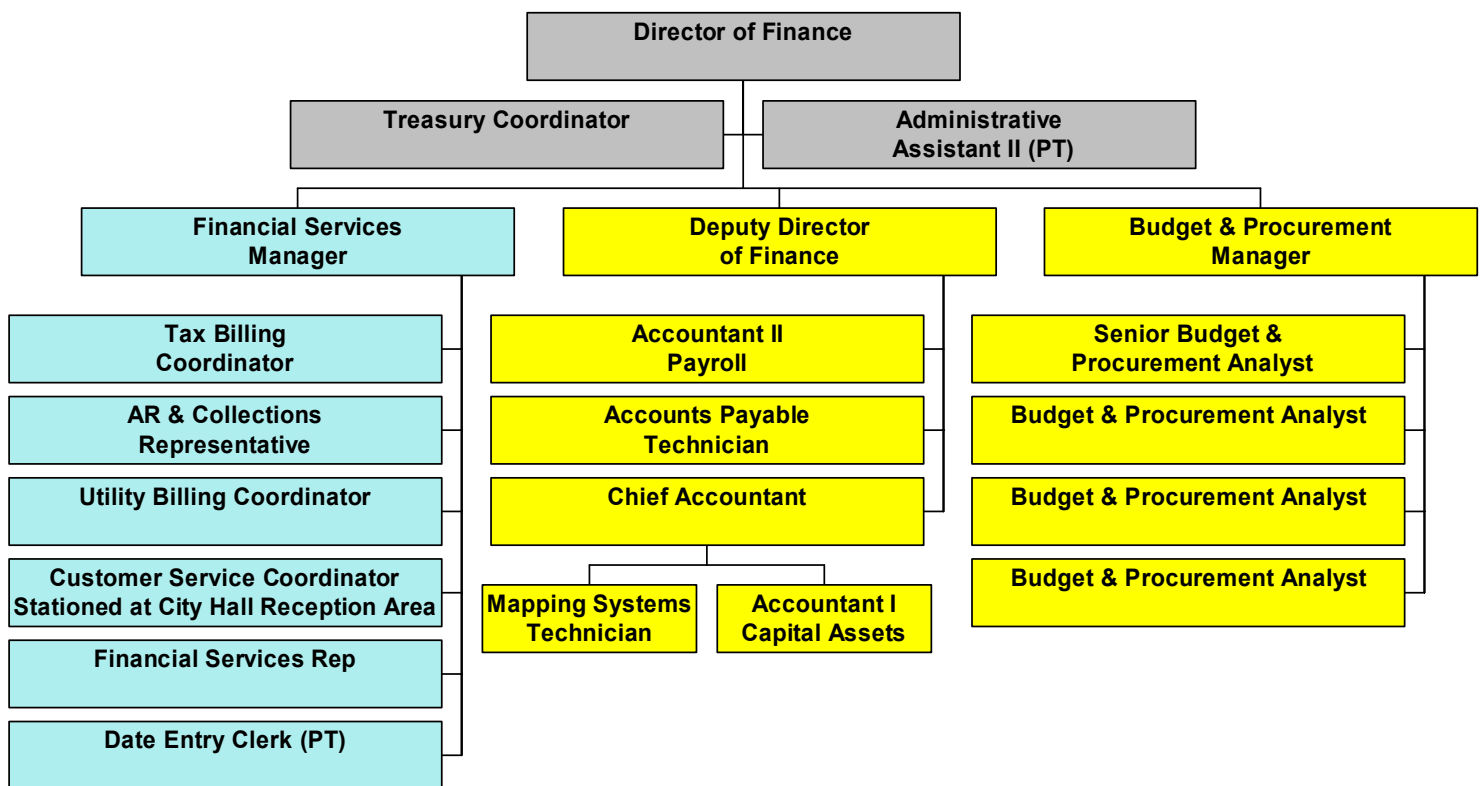 Director of Finance
Treasury Coordinator
Administrative
Assistant II (PT)
Financial Services
Manager
Deputy Director
of Finance
Budget & Procurement
Manager
Tax Billing
Coordinator
AR & Collections
Representative
Utility Billing Coordinator
Customer Service Coordinator
Stationed at City Hall Reception Area
Financial Services Rep
Date Entry Clerk (PT)
Accountant II
Payroll
Accounts Payable
Technician
Chief Accountant
Mapping Systems
Technician
Accountant I
Capital Assets
Senior Budget &
Procurement Analyst
Budget & Procurement Analyst
Budget & Procurement Analyst
Budget & Procurement Analyst